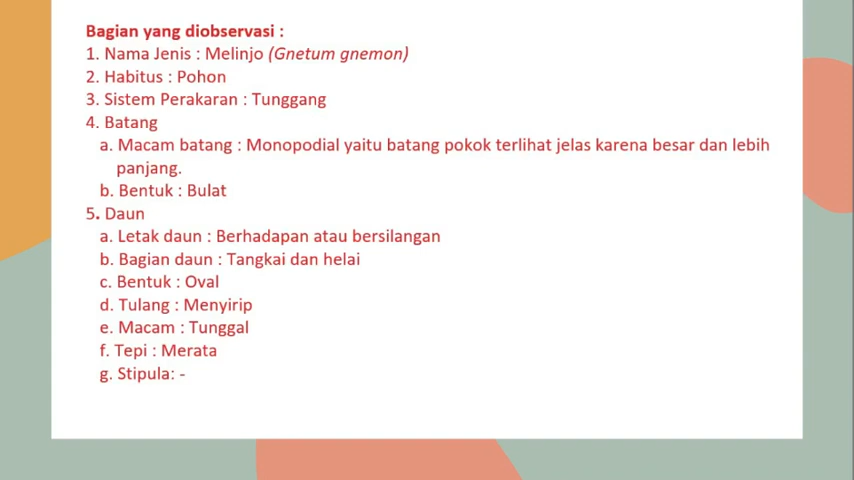 Bagian yang diobservasi :
1. Nama Jenis : Melinjo (Gnetum gnemon)
2. Habitus : Pohon
3. Sistem Perakaran : Tunggang
4. Batang
a. Macam batang : Monopodial yaitu batang pokok terlihat jelas karena besar dan lebih
panjang.
b. Bentuk : Bulat
5. Daun
a. Letak daun : Berhadapan atau bersilangan
b. Bagian daun : Tangkai dan helai
c. Bentuk : Oval
d. Tulang : Menyirip
e. Macam : Tunggal
f. Tepi : Merata
g. Stipula: -